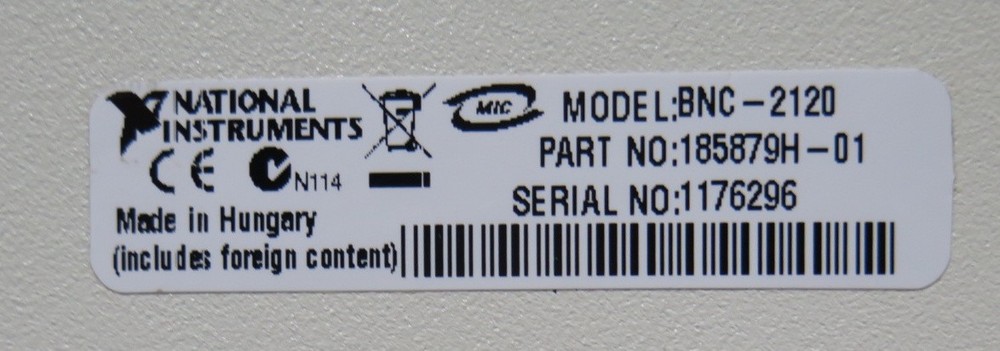 NATIONAL
INSTRUMENTS
MIC
MODEL:BNC-2120
PART NO:185879H-01
CE N114
SERIAL NO:1176296
Made in Hungary
(includes foreign content)